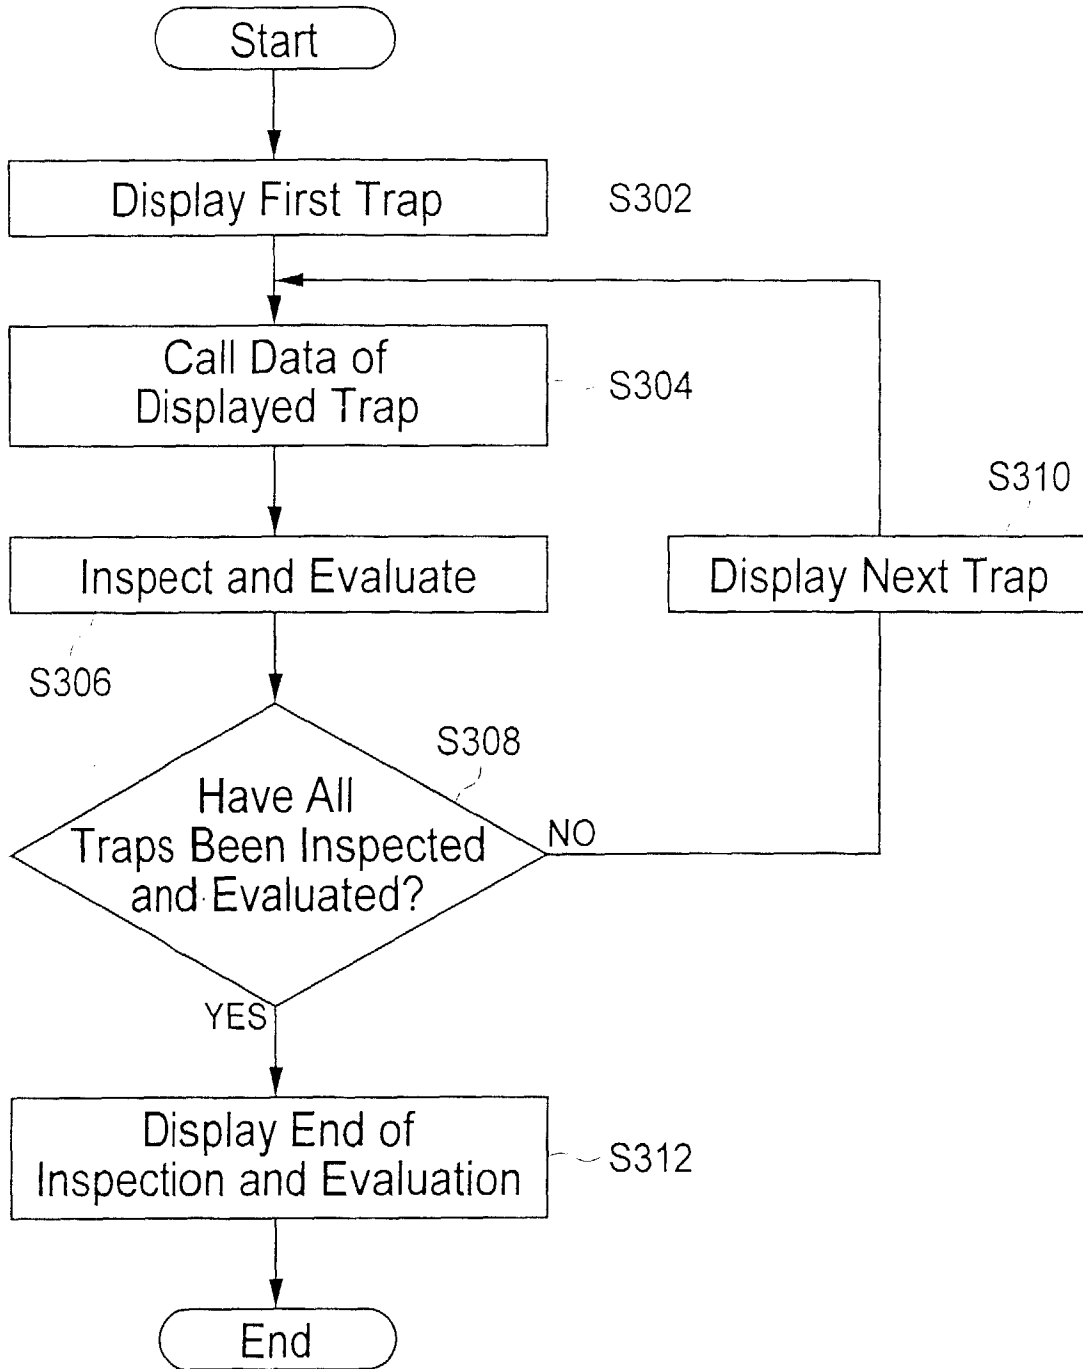 Start
Display First Trap
S302
Call Data of
Displayed Trap
S304
Inspect and Evaluate
S306
S310
Display Next Trap
S308
Have All
Traps Been Inspected
and Evaluated?
NO
YES
Display End of
Inspection and Evaluation
S312
End